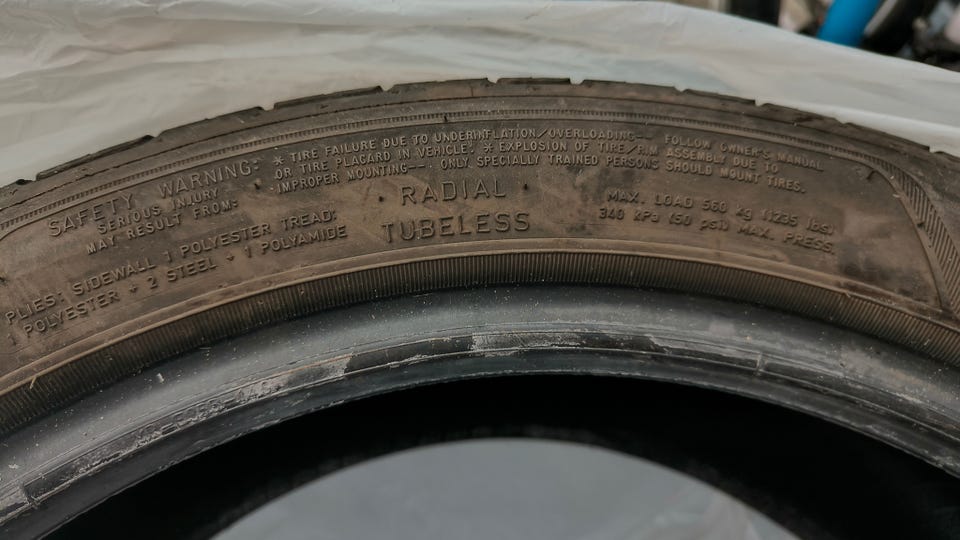 SAFETY WARNING:
SERIOUS INJURY
MAY RESULT FROM:
* TIRE FAILURE DUE TO UNDERINFLATION/OVERLOADING— FOLLOW OWNER'S MANUAL
OR TIRE PLACARD IN VEHICLE. * EXPLOSION OF TIRE/RIM ASSEMBLY DUE TO
IMPROPER MOUNTING— ONLY SPECIALLY TRAINED PERSONS SHOULD MOUNT TIRES.
PLIES: SIDEWALL 1 POLYESTER TREAD:
1 POLYESTER + 2 STEEL + 1 POLYAMIDE
RADIAL
TUBELESS
MAX. LOAD 560 kg (1235 lbs)
340 kPa (50 psi) MAX. PRESS.